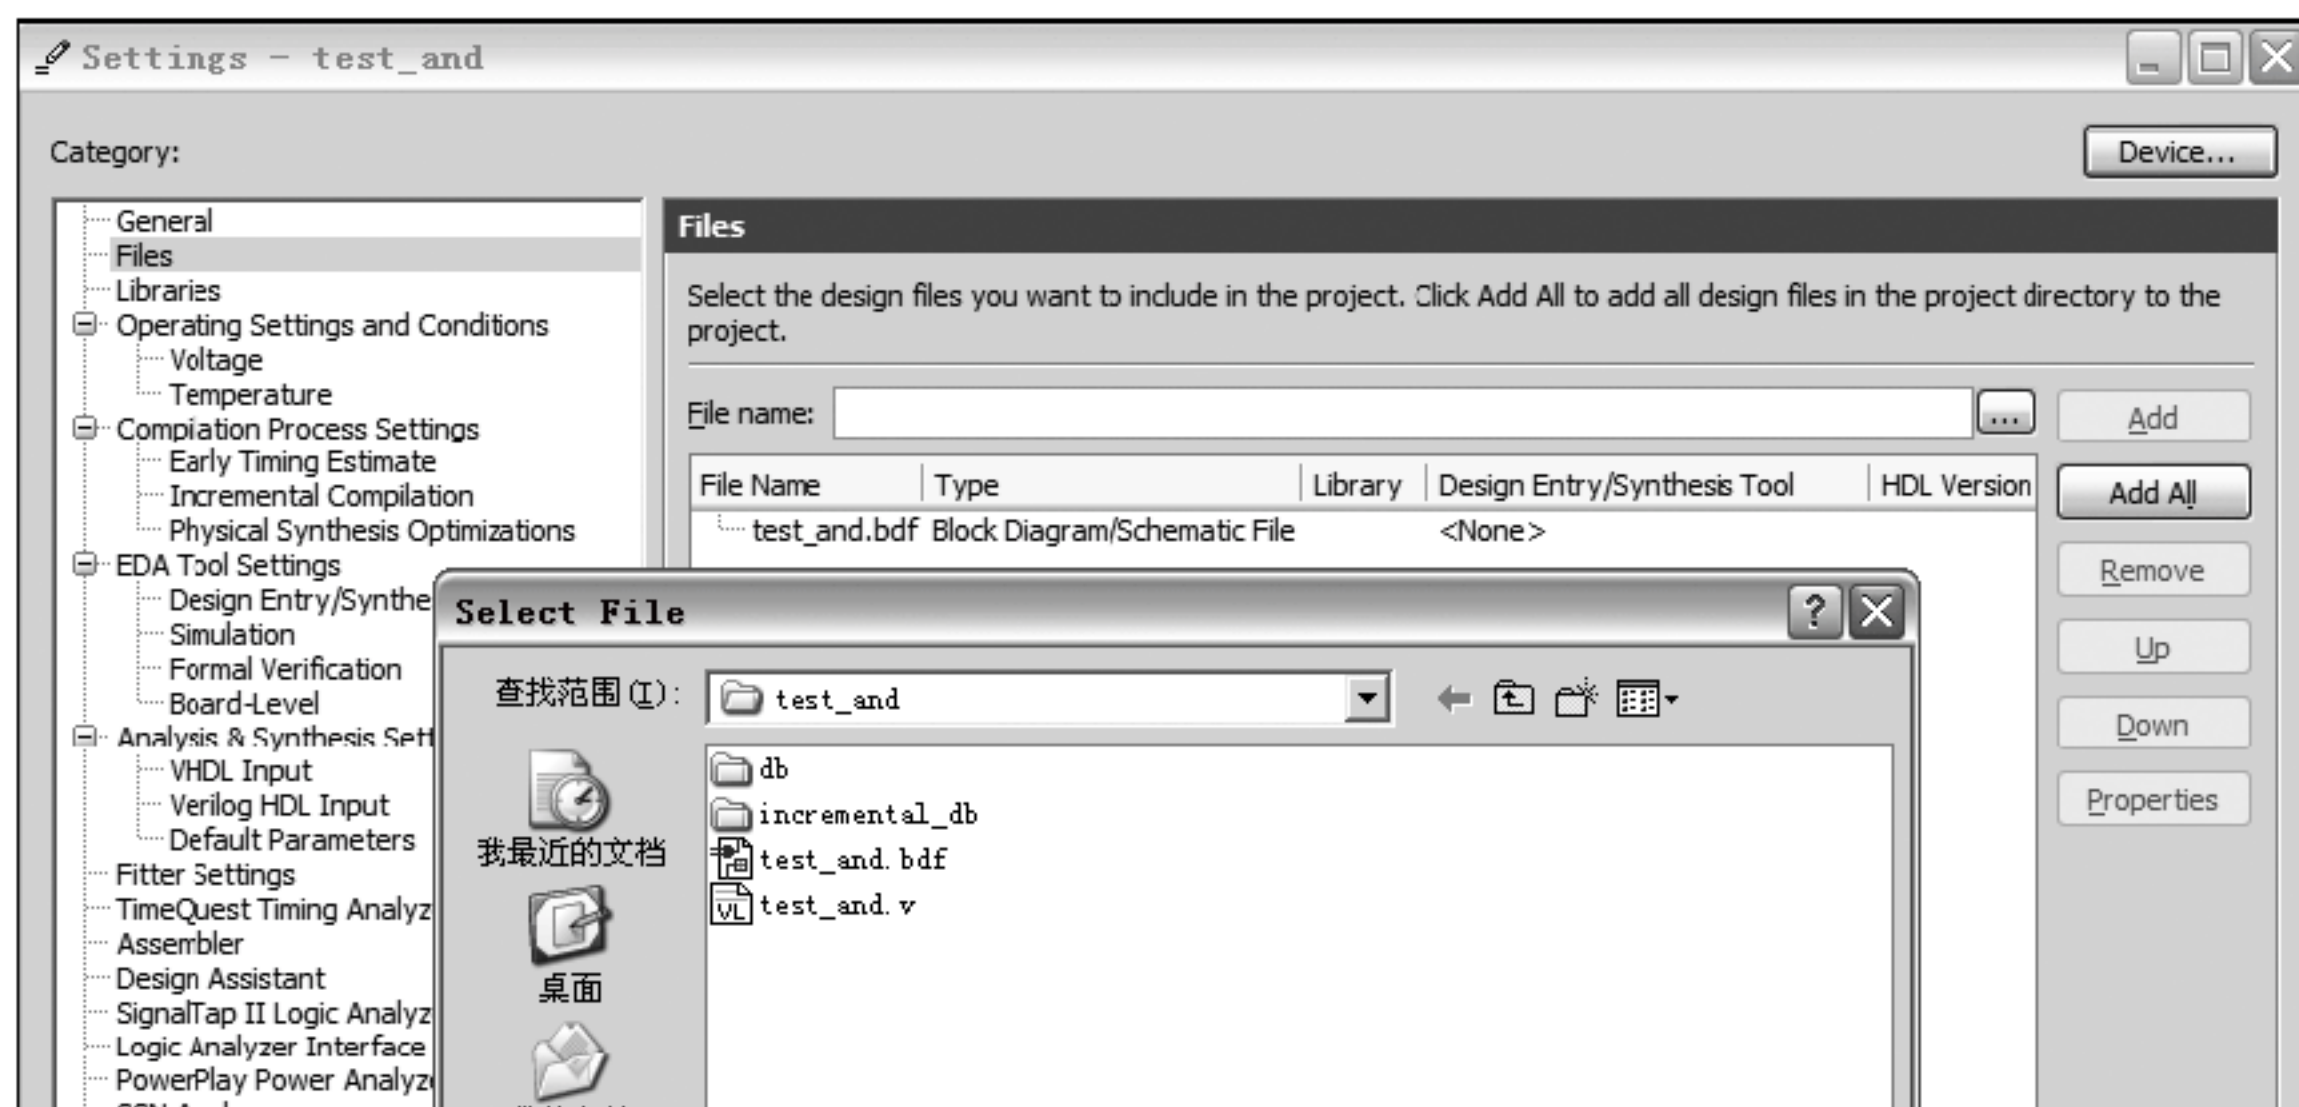 Settings - test_and
Category:
Device...
General
Files
Libraries
Operating Settings and Conditions
Voltage
Temperature
Compilation Process Settings
Early Timing Estimate
Incremental Compilation
Physical Synthesis Optimizations
EDA Tool Settings
Design Entry/Synthe
Simulation
Formal Verification
Board-Level
Analysis & Synthesis Sett
VHDL Input
Verilog HDL Input
Default Parameters
Fitter Settings
TimeQuest Timing Analyz
Assembler
Design Assistant
SignalTap II Logic Analyz
Logic Analyzer Interface
PowerPlay Power Analyze
Files
Select the design files you want to include in the project. Click Add All to add all design files in the project directory to the
project.
File name:
...
Add
File Name Type Library Design Entry/Synthesis Tool HDL Version
Add All
test_and.bdf Block Diagram/Schematic File <None>
Remove
Up
Down
Properties
Select File
查找范围(I):
test_and
我最近的文档
桌面
db
incremental_db
test_and.bdf
test_and.v